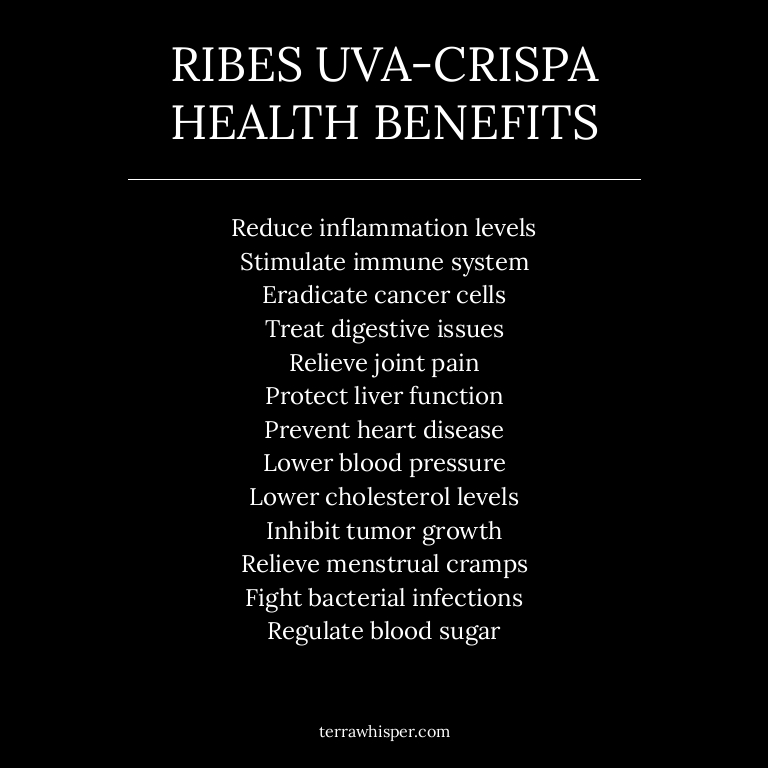 RIBES UVA-CRISPA
HEALTH BENEFITS
Reduce inflammation levels
Stimulate immune system
Eradicate cancer cells
Treat digestive issues
Relieve joint pain
Protect liver function
Prevent heart disease
Lower blood pressure
Lower cholesterol levels
Inhibit tumor growth
Relieve menstrual cramps
Fight bacterial infections
Regulate blood sugar
terrawhisper.com